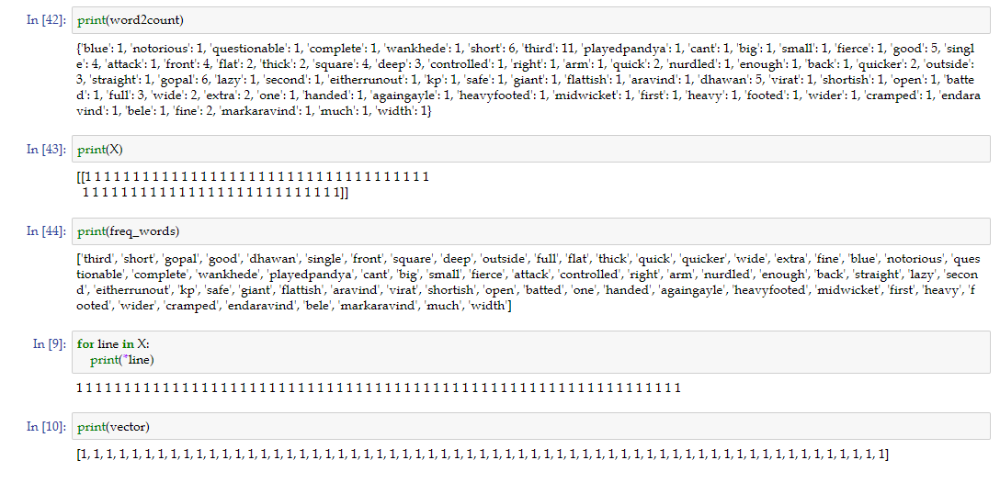 In [42]: print(word2count)
{'blue': 1, 'notorious': 1, 'questionable': 1, 'complete': 1, 'wankhede': 1, 'short': 6, 'third': 11, 'playedpandya': 1, 'cant': 1, 'big': 1, 'small': 1, 'fierce': 1, 'good': 5, 'singl
e': 4, 'attack': 1, 'front': 4, 'flat': 2, 'thick': 2, 'square': 4, 'deep': 3, 'controlled': 1, 'right': 1, 'arm': 1, 'quick': 2, 'nurdled': 1, 'enough': 1, 'back': 1, 'quicker': 2, 'outside':
3, 'straight': 1, 'gopal': 6, 'lazy': 1, 'second': 1, 'eitherrunout': 1, 'kp': 1, 'safe': 1, 'giant': 1, 'flattish': 1, 'aravind': 1, 'dhawan': 5, 'virat': 1, 'shortish': 1, 'open': 1, 'batte
d': 1, 'full': 3, 'wide': 2, 'extra': 2, 'one': 1, 'handed': 1, 'againgayle': 1, 'heavyfooted': 1, 'midwicket': 1, 'first': 1, 'heavy': 1, 'footed': 1, 'wider': 1, 'cramped': 1, 'endara
vind': 1, 'bele': 1, 'fine': 2, 'markaravind': 1, 'much': 1, 'width': 1}
In [43]: print(X)
[[1 1 1 1 1 1 1 1 1 1 1 1 1 1 1 1 1 1 1 1 1 1 1 1 1 1 1 1 1 1 1 1 1 1 1 1
1 1 1 1 1 1 1 1 1 1 1 1 1 1 1 1 1 1 1 1 1 1 1 1 1 1 1]]
In [44]: print(freq_words)
['third', 'short', 'gopal', 'good', 'dhawan', 'single', 'front', 'square', 'deep', 'outside', 'full', 'flat', 'thick', 'quick', 'quicker', 'wide', 'extra', 'fine', 'blue', 'notorious', 'ques
tionable', 'complete', 'wankhede', 'playedpandya', 'cant', 'big', 'small', 'fierce', 'attack', 'controlled', 'right', 'arm', 'nurdled', 'enough', 'back', 'straight', 'lazy', 'secon
d', 'eitherrunout', 'kp', 'safe', 'giant', 'flattish', 'aravind', 'virat', 'shortish', 'open', 'batted', 'one', 'handed', 'againgayle', 'heavyfooted', 'midwicket', 'first', 'heavy', 'f
ooted', 'wider', 'cramped', 'endaravind', 'bele', 'markaravind', 'much', 'width']
In [9]: for line in X:
print(*line)
1 1 1 1 1 1 1 1 1 1 1 1 1 1 1 1 1 1 1 1 1 1 1 1 1 1 1 1 1 1 1 1 1 1 1 1 1 1 1 1 1 1 1 1 1 1 1 1 1 1 1 1 1 1 1 1 1 1 1 1 1 1 1
In [10]: print(vector)
[1, 1, 1, 1, 1, 1, 1, 1, 1, 1, 1, 1, 1, 1, 1, 1, 1, 1, 1, 1, 1, 1, 1, 1, 1, 1, 1, 1, 1, 1, 1, 1, 1, 1, 1, 1, 1, 1, 1, 1, 1, 1, 1, 1, 1, 1, 1, 1, 1, 1, 1, 1, 1, 1, 1, 1, 1, 1, 1, 1, 1, 1, 1]